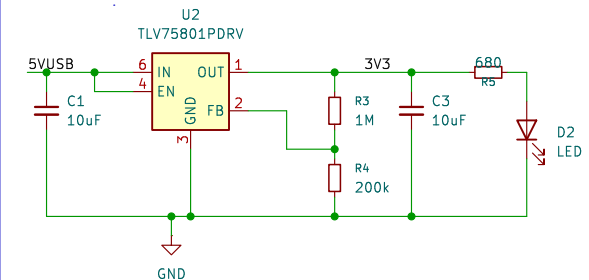 U2
TLV75801PDRV
5VUSB
6 IN OUT 1
4 EN
3V3
680
R5
C1
10uF
GND
FB 2
3
R3
1M
C3
10uF
D2
LED
R4
200k
GND